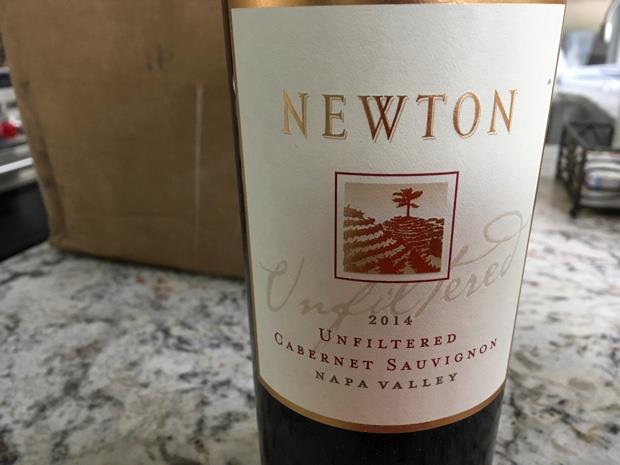 NEWTON
Unfiltered
2014
UNFILTERED
CABERNET SAUVIGNON
NAPA VALLEY